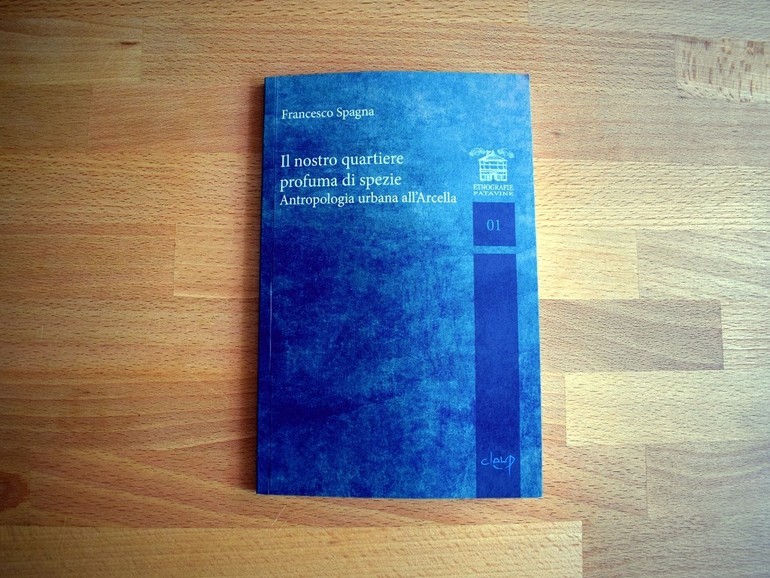 Francesco Spagna
Il nostro quartiere
profuma di spezie
Antropologia urbana all'Arcella
ETNOGRAFIE
PATAVINE
01
cleup